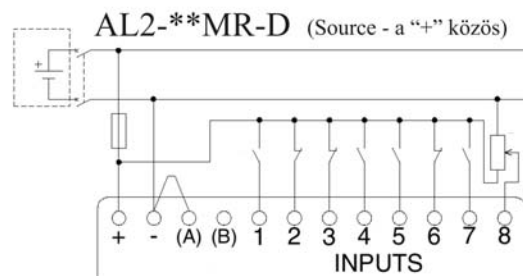 AL2-**MR-D (Source - a “+” közös)
+
+ - (A) (B) 1 2 3 4 5 6 7 8
INPUTS